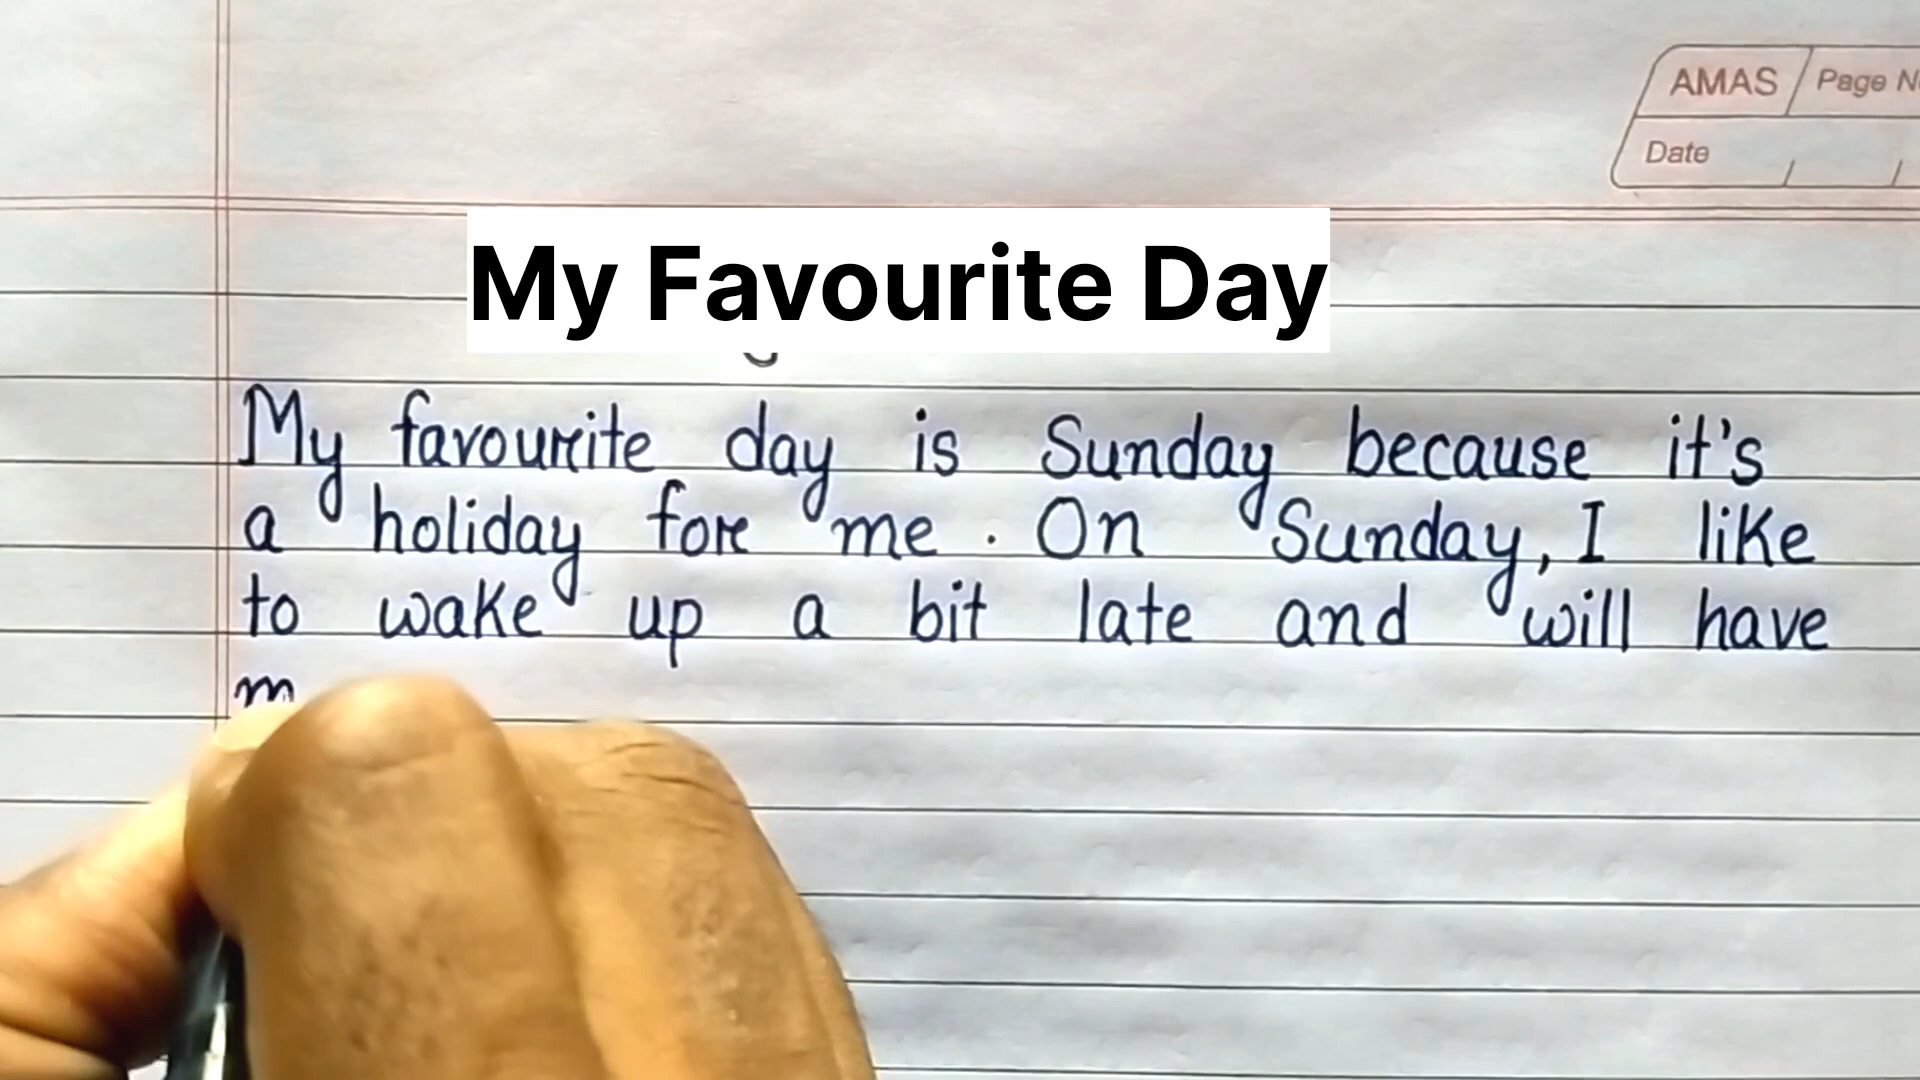 AMAS Page
Date
My Favourite Day
My favourite day is Sunday because it's
a holiday for me. On Sunday, I like
to wake up a bit late and will have
m